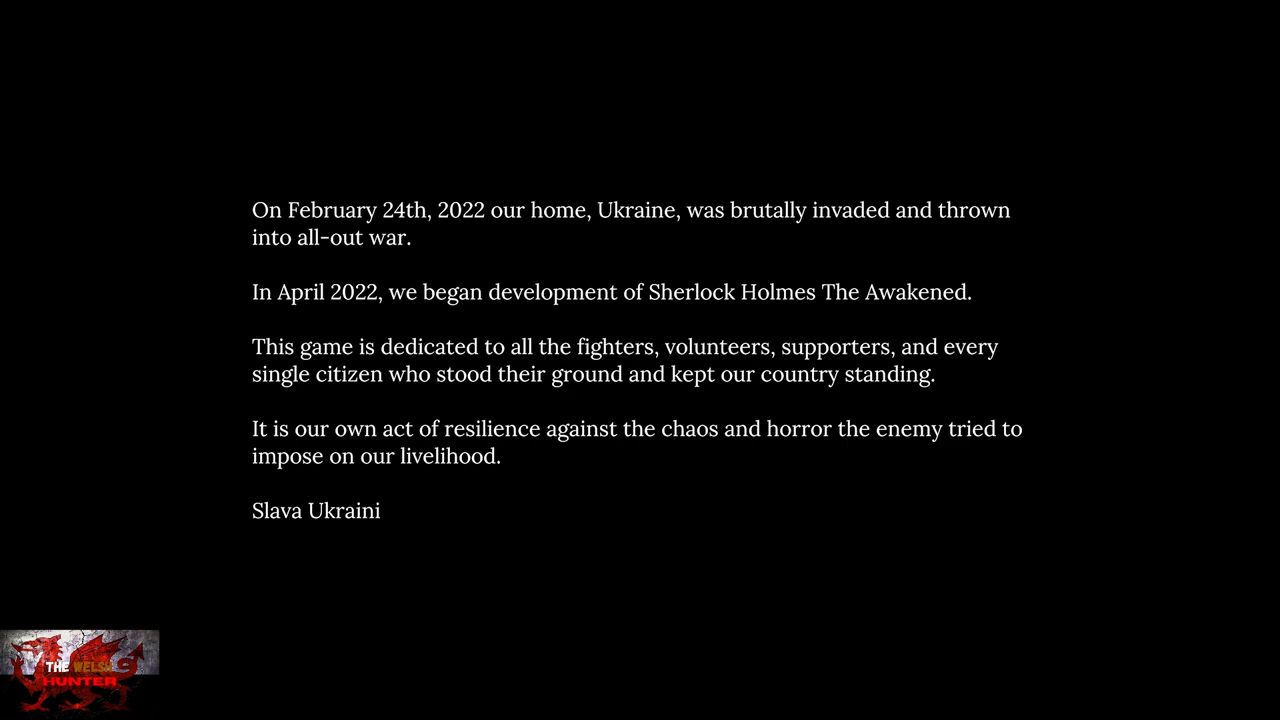 On February 24th, 2022 our home, Ukraine, was brutally invaded and thrown
into all-out war.
In April 2022, we began development of Sherlock Holmes The Awakened.
This game is dedicated to all the fighters, volunteers, supporters, and every
single citizen who stood their ground and kept our country standing.
It is our own act of resilience against the chaos and horror the enemy tried to
impose on our livelihood.
Slava Ukraini
THE WELSH
HUNTER